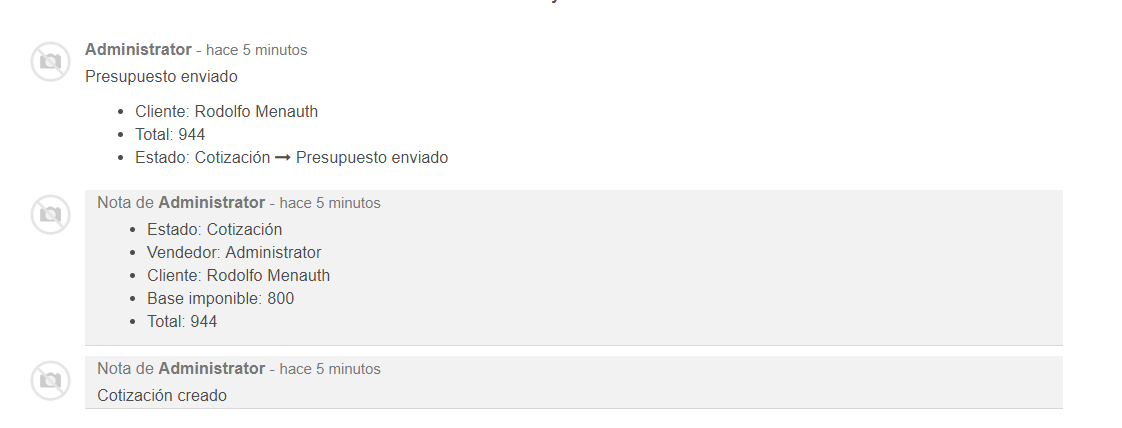 Administrator - hace 5 minutos
Presupuesto enviado
• Cliente: Rodolfo Menauth
• Total: 944
• Estado: Cotización ➞ Presupuesto enviado
Nota de Administrator - hace 5 minutos
• Estado: Cotización
• Vendedor: Administrator
• Cliente: Rodolfo Menauth
• Base imponible: 800
• Total: 944
Nota de Administrator - hace 5 minutos
Cotización creado